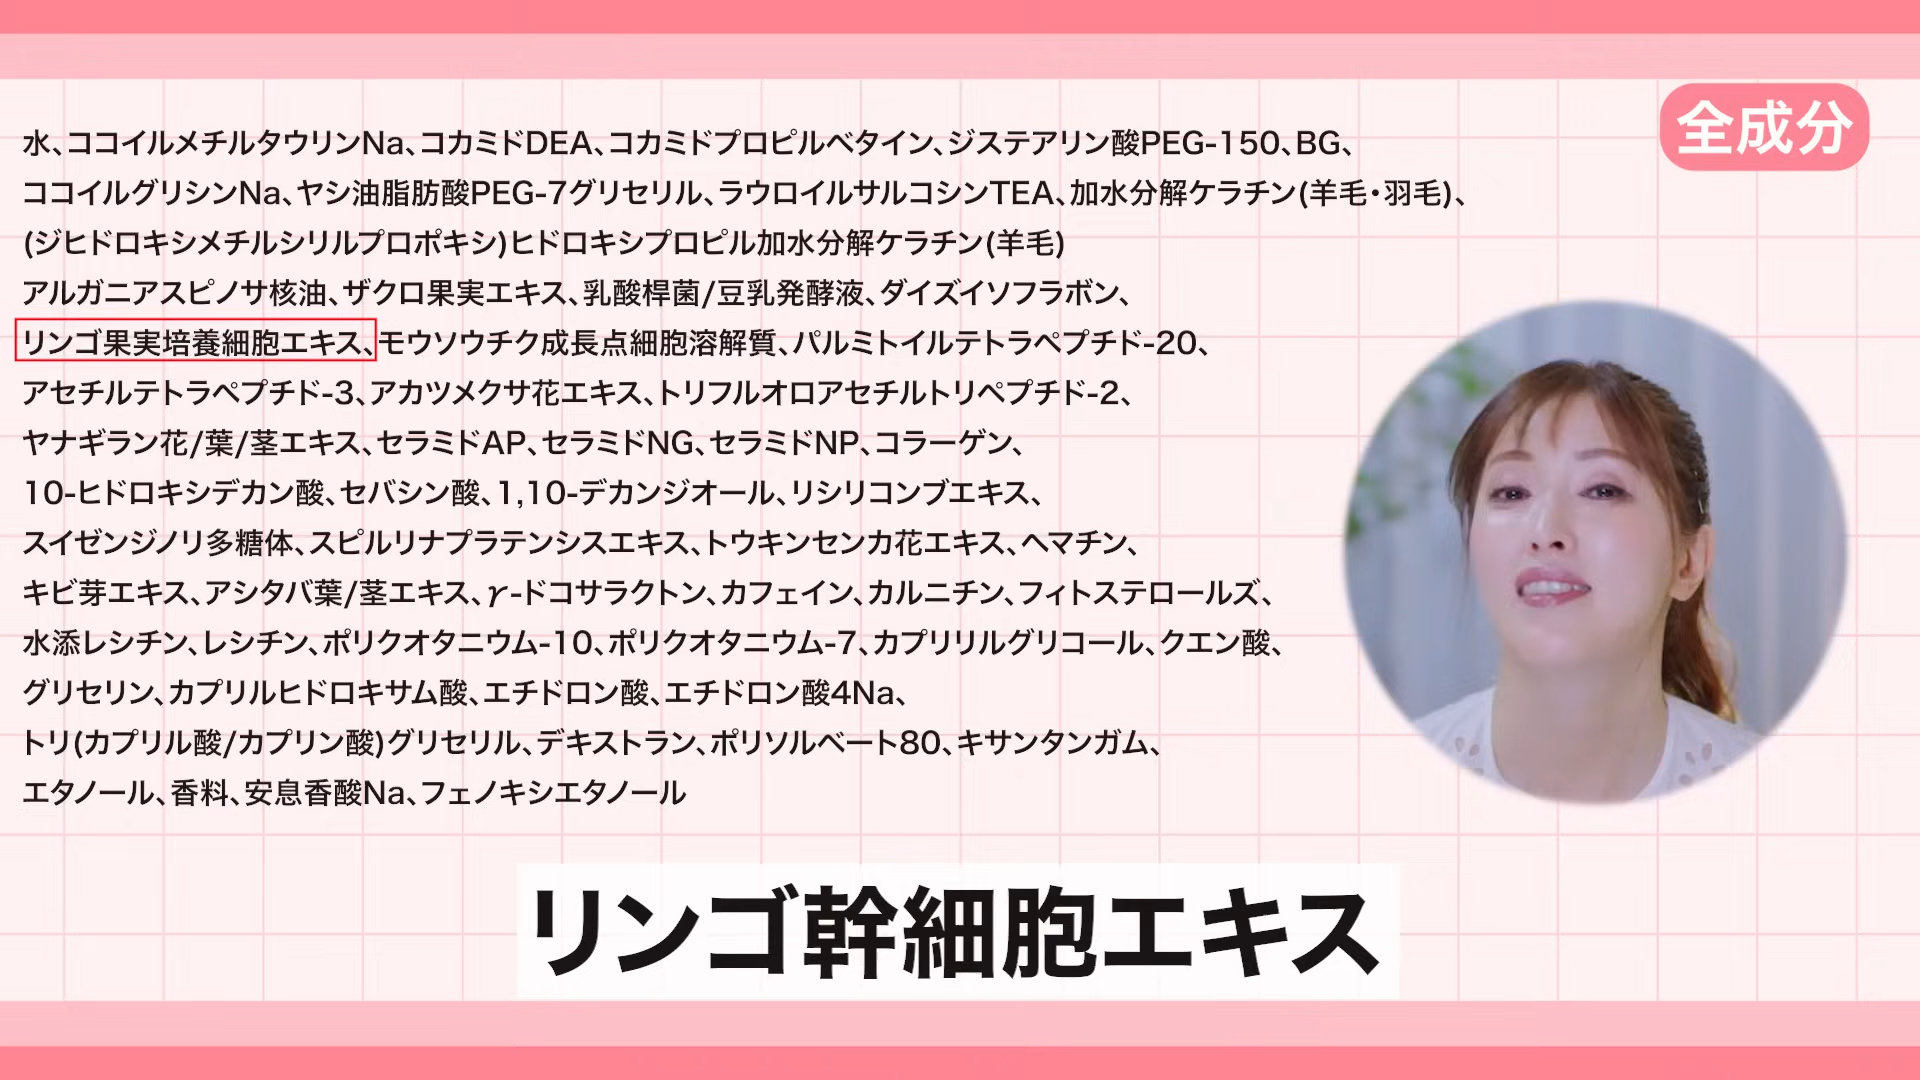 全成分
水、ココイルメチルタウリンNa、コカミドDEA、コカミドプロピルベタイン、ジステアリン酸PEG-150、BG、
ココイルグリシンNa、ヤシ油脂肪酸PEG-7グリセリル、ラウロイルサルコシンTEA、加水分解ケラチン(羊毛・羽毛)、
(ジヒドロキシメチルシリルプロポキシ)ヒドロキシプロピル加水分解ケラチン(羊毛)
アルガニアスピノサ核油、ザクロ果実エキス、乳酸桿菌/豆乳発酵液、ダイズイソフラボン、
リンゴ果実培養細胞エキス、モウソウチク成長点細胞溶解質、パルミトイルテトラペプチド-20、
アセチルテトラペプチド-3、アカツメクサ花エキス、トリフルオロアセチルトリペプチド-2、
ヤナギラン花/葉/茎エキス、セラミドAP、セラミドNG、セラミドNP、コラーゲン、
10-ヒドロキシデカン酸、セバシン酸、1,10-デカンジオール、リシリコンブエキス、
スイゼンジノリ多糖体、スピルリナプラテンシスエキス、トウキンセンカ花エキス、ヘマチン、
キビ芽エキス、アシタバ葉/茎エキス、γ-ドコサラクトン、カフェイン、カルニチン、フィトステロールズ、
水添レシチン、レシチン、ポリクオタニウム-10、ポリクオタニウム-7、カプリリルグリコール、クエン酸、
グリセリン、カプリルヒドロキサム酸、エチドロン酸、エチドロン酸4Na、
トリ(カプリル酸/カプリン酸)グリセリル、デキストラン、ポリソルベート80、キサンタンガム、
エタノール、香料、安息香酸Na、フェノキシエタノール
リンゴ幹細胞エキス